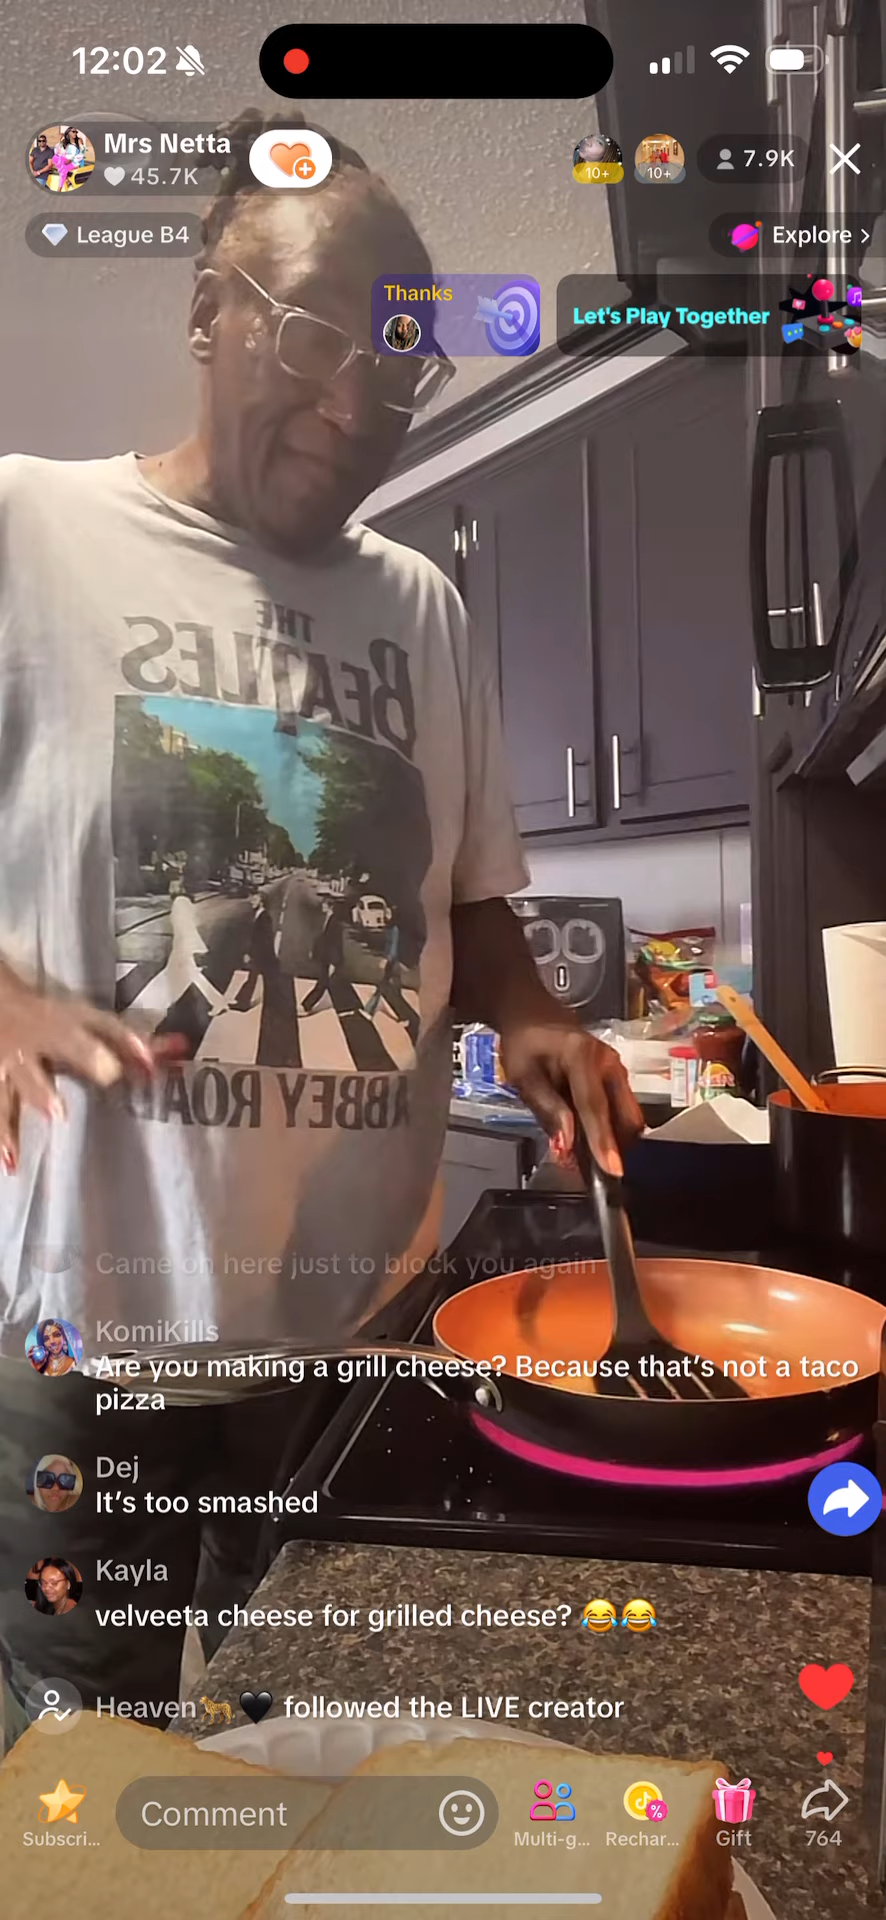 12:02
Mrs Netta
45.7K
10+
10+
7.9K
League B4
Explore
Thanks
Let's Play Together
THE
BEATLES
ABBEY ROAD
Came on here just to block you again
KomiKills
Are you making a grill cheese? Because that's not a taco
pizza
Dej
It's too smashed
Kayla
velveeta cheese for grilled cheese? 😂😂
Heaven🐆🖤 followed the LIVE creator
Comment
Subscri...
Multi-g...
Rechar...
Gift
764